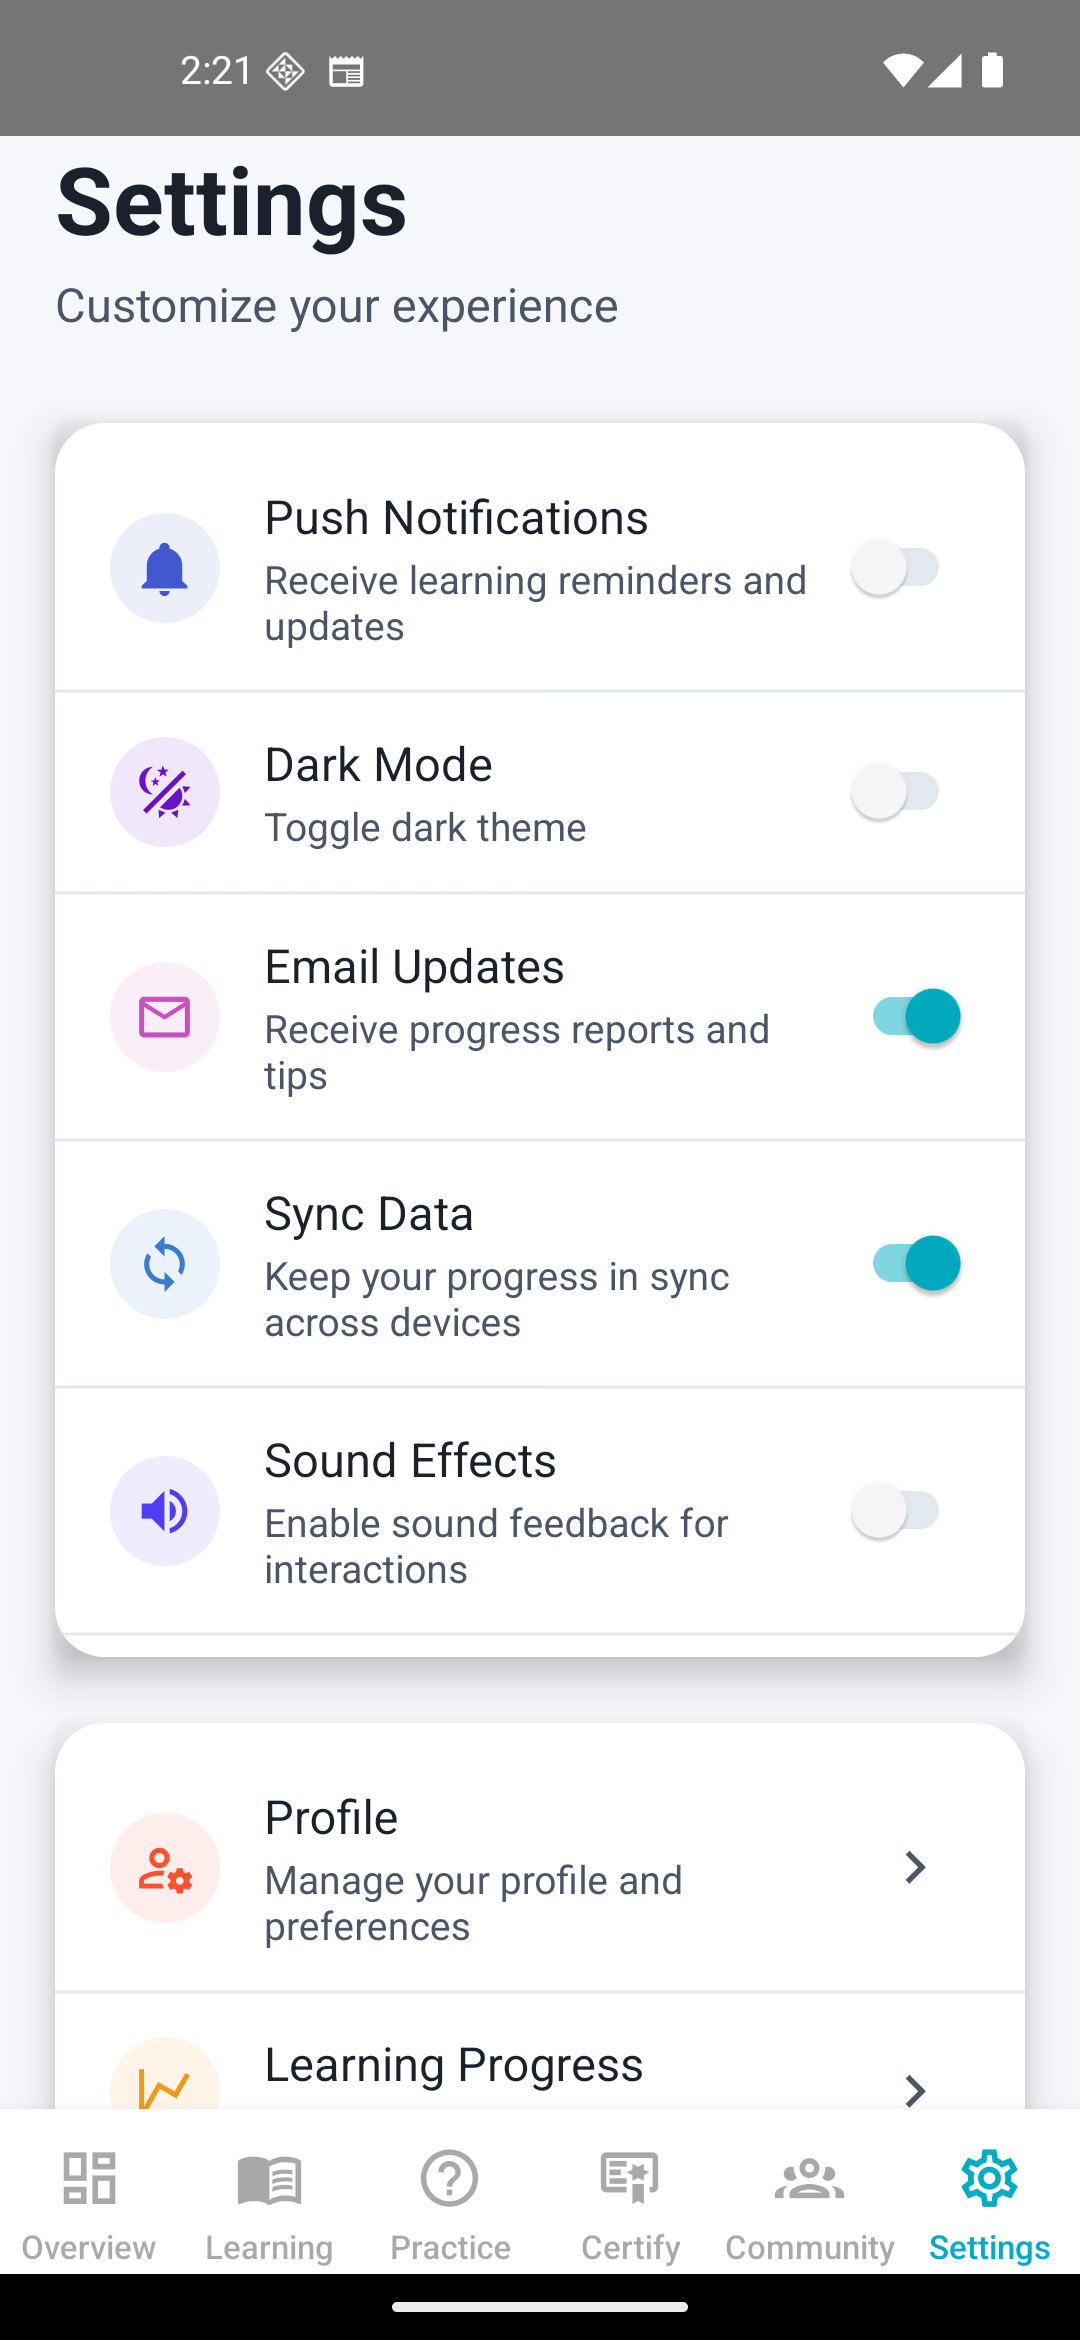 2:21
Settings
Customize your experience
Push Notifications
Receive learning reminders and
updates
Dark Mode
Toggle dark theme
Email Updates
Receive progress reports and
tips
Sync Data
Keep your progress in sync
across devices
Sound Effects
Enable sound feedback for
interactions
Profile
Manage your profile and
preferences
Learning Progress
Overview
Learning
Practice
Certify
Community
Settings